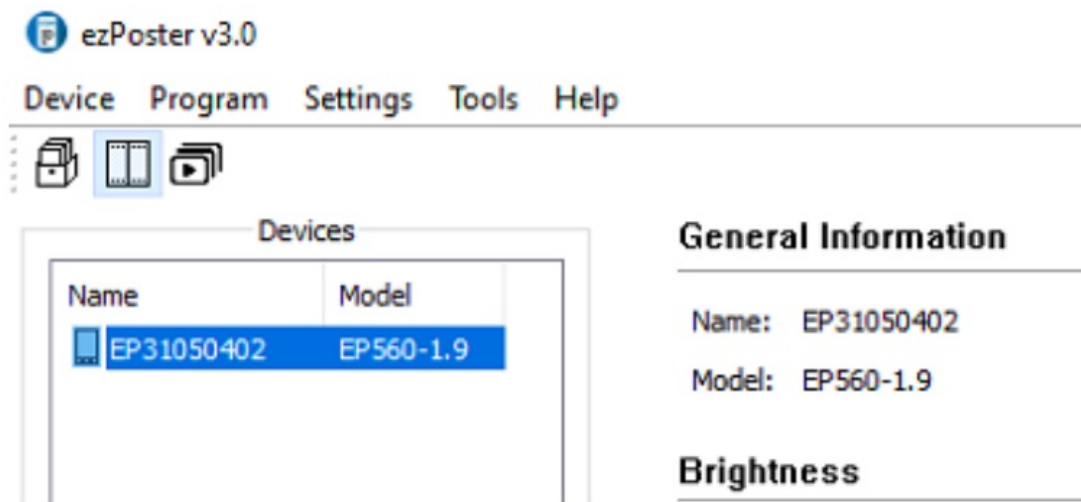 ezPoster v3.0
Device Program Settings Tools Help
Devices
Name Model
EP31050402 EP560-1.9
General Information
Name: EP31050402
Model: EP560-1.9
Brightness